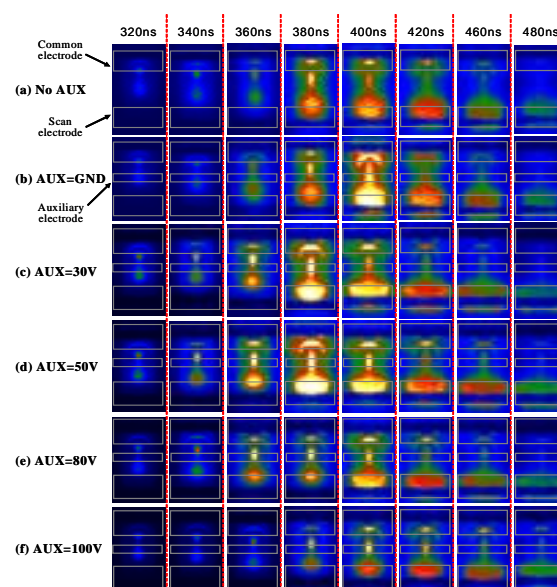 320ns 340ns 360ns 380ns 400ns 420ns 460ns 480ns
Common
electrode
(a) No AUX
Scan
electrode
(b) AUX=GND
Auxiliary
electrode
(c) AUX=30V
(d) AUX=50V
(e) AUX=80V
(f) AUX=100V